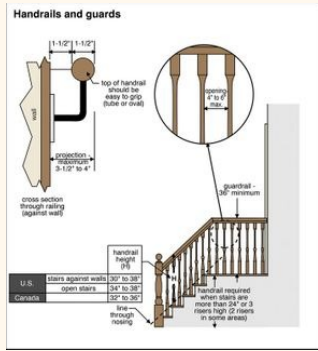 Handrails and guards
1-1/2" 1-1/2"
top of handrail
should be
easy to grip
(tube or oval)
wall
projection -
maximum
3-1/2" to 4"
cross section
through railing
(against wall)
opening-
4" to 6"
max.
guardrail -
36" minimum
handrail
height
(H)
U.S. stairs against walls 30" to 38"
open stairs 34" to 38"
Canada 32" to 36"
line
through
nosing
handrail required
when stairs are
more than 24" or 3
risers high (2 risers
in some areas)